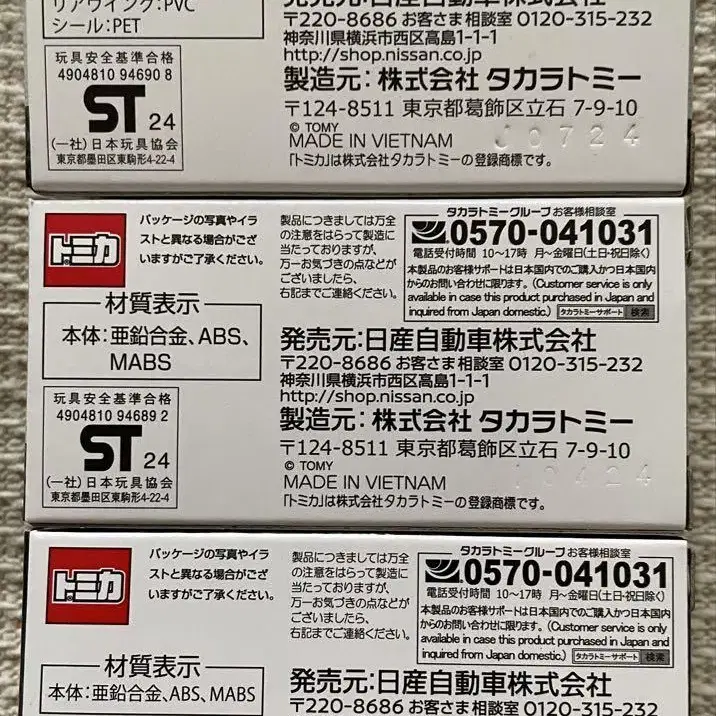 リアウイング:PVC
シール:PET
玩具安全基準合格
4904810 94690 8
ST 24
(一社)日本玩具協会
東京都墨田区東駒形4-22-4
発売元:日産自動車株式会社
〒220-8686 お客さま相談室 0120-315-232
神奈川県横浜市西区高島1-1-1
http://shop.nissan.co.jp
製造元:株式会社 タカラトミー
〒124-8511 東京都葛飾区立石 7-9-10
© TOMY
MADE IN VIETNAM
「トミカ」は株式会社タカラトミーの登録商標です。
トミカ
パッケージの写真やイラ
ストと異なる場合がござ
いますがご了承ください。
材質表示
本体:亜鉛合金、ABS、
MABS
玩具安全基準合格
4904810 94689 2
ST 24
(一社)日本玩具協会
東京都墨田区東駒形4-22-4
製品につきましては万全
の注意をはらって製造に
当たっておりますが、
万一お気づきの点などが
ございましたら、
右記までご連絡ください。
タカラトミーグループ お客様相談室
0570-041031
電話受付時間 10〜17時 月〜金曜日(土日・祝日除く)
本製品のお客様サポートは日本国内でのご購入かつ日本国内
からのお問い合わせに限ります。(Customer service is only
available in case this product purchased in Japan and
inquired from Japan domestic.) タカラトミーサポート 検索
発売元:日産自動車株式会社
〒220-8686 お客さま相談室 0120-315-232
神奈川県横浜市西区高島1-1-1
http://shop.nissan.co.jp
製造元:株式会社 タカラトミー
〒124-8511 東京都葛飾区立石 7-9-10
© TOMY
MADE IN VIETNAM
「トミカ」は株式会社タカラトミーの登録商標です。
トミカ
パッケージの写真やイラ
ストと異なる場合がござ
いますがご了承ください。
材質表示
本体:亜鉛合金、ABS、MABS
製品につきましては万全
の注意をはらって製造に
当たっておりますが、
万一お気づきの点などが
ございましたら、
右記までご連絡ください。
タカラトミーグループ お客様相談室
0570-041031
電話受付時間 10〜17時 月〜金曜日(土日・祝日除く)
本製品のお客様サポートは日本国内でのご購入かつ日本国内
からのお問い合わせに限ります。(Customer service is only
available in case this product purchased in Japan and
inquired from Japan domestic.) タカラトミーサポート 検索
発売元:日産自動車株式会社
〒220-8686 お客さま相談室 0120-315-232